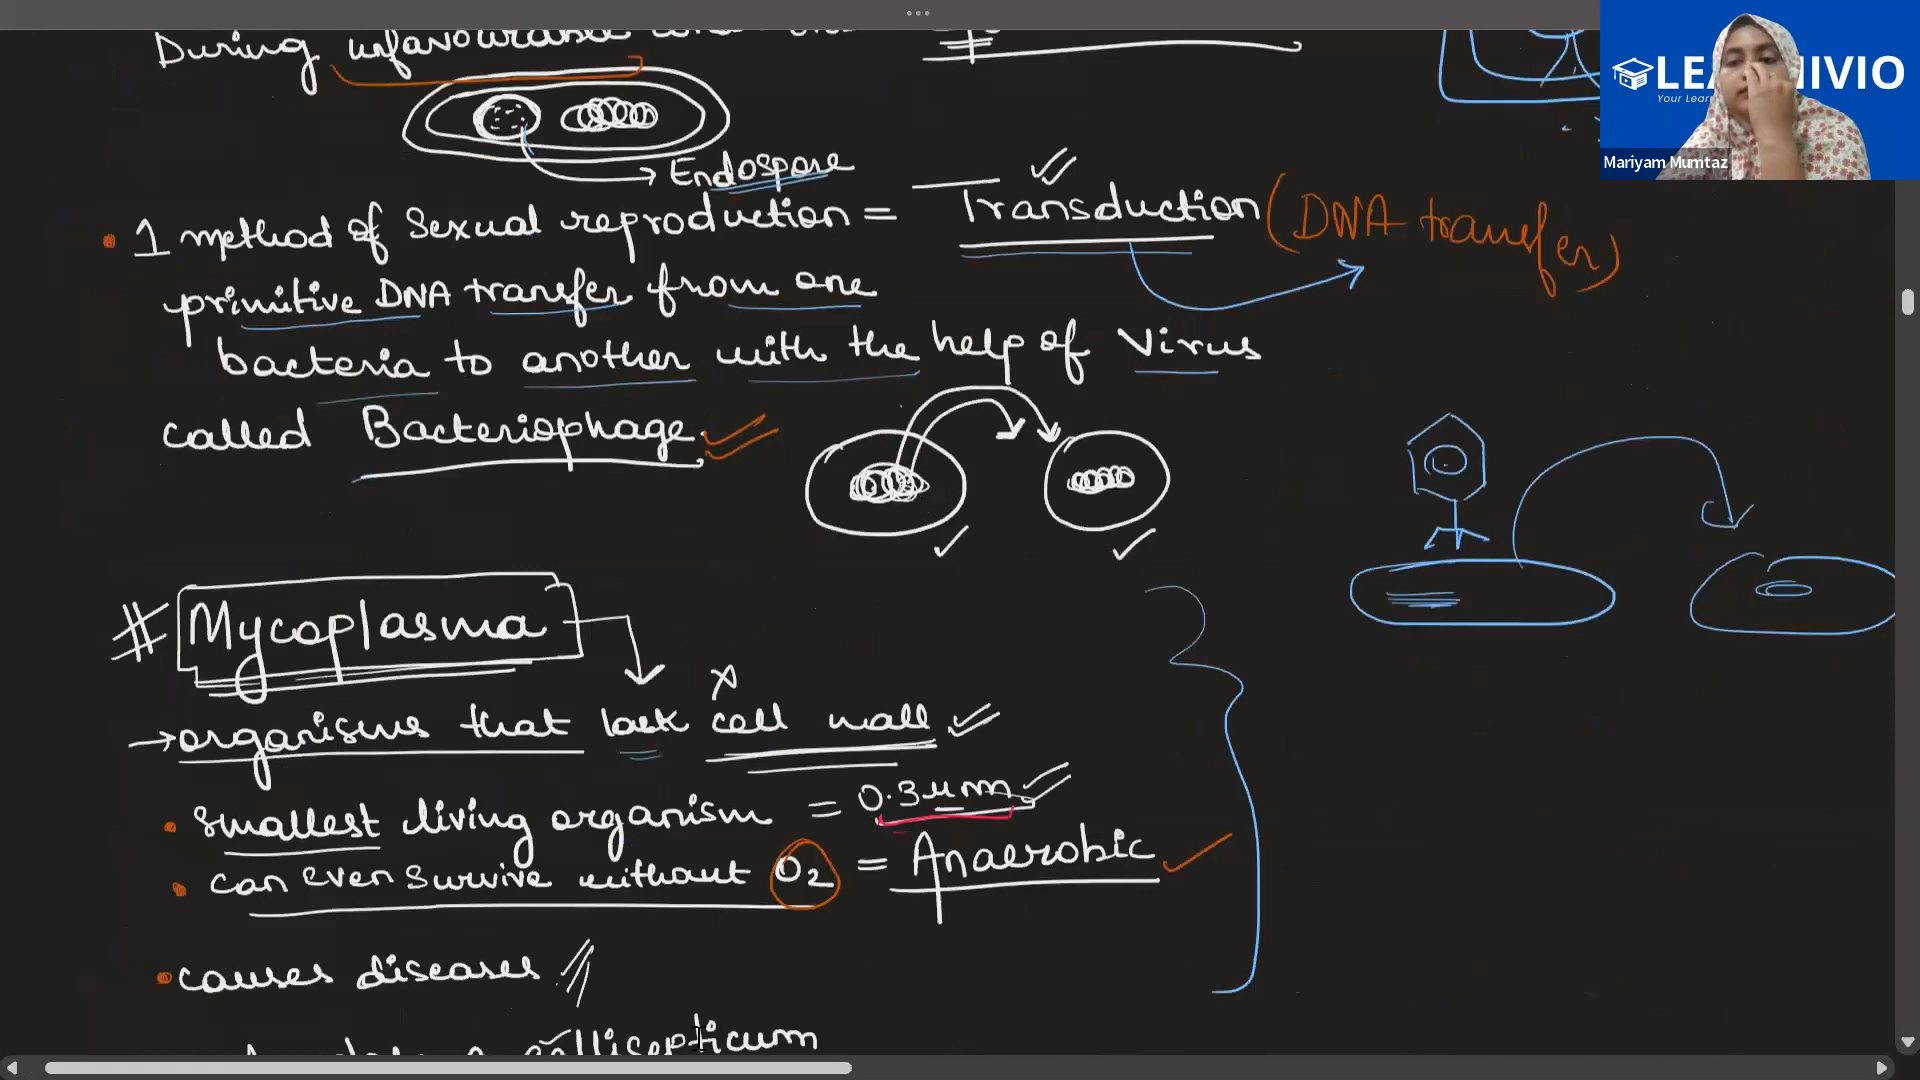 During unfavourable
Endospore
1 method of Sexual reproduction = Transduction (DNA transfer)
primitive DNA transfer from one
bacteria to another with the help of Virus
called Bacteriophage.
# Mycoplasma
→ organisms that lack cell wall
smallest living organism = 0.3 μm
can even survive without O2 = Anaerobic
causes diseases
gallisepticum
Mariyam Mumtaz